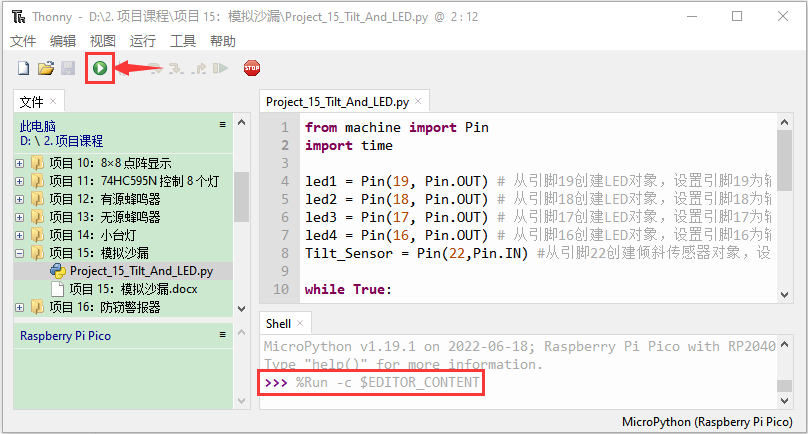 Thonny - D:\2. 项目课程\项目 15：模拟沙漏\Project_15_Tilt_And_LED.py @ 2 : 12
文件 编辑 视图 运行 工具 帮助
STOP
文件
此电脑
D: \ 2. 项目课程
项目 10：8×8 点阵显示
项目 11：74HC595N 控制 8 个灯
项目 12：有源蜂鸣器
项目 13：无源蜂鸣器
项目 14：小台灯
项目 15：模拟沙漏
Project_15_Tilt_And_LED.py
项目 15：模拟沙漏.docx
项目 16：防窃警报器
Raspberry Pi Pico
Project_15_Tilt_And_LED.py
1 from machine import Pin
2 import time
3
4 led1 = Pin(19, Pin.OUT) # 从引脚19创建LED对象，设置引脚19为输
5 led2 = Pin(18, Pin.OUT) # 从引脚18创建LED对象，设置引脚18为输
6 led3 = Pin(17, Pin.OUT) # 从引脚17创建LED对象，设置引脚17为输
7 led4 = Pin(16, Pin.OUT) # 从引脚16创建LED对象，设置引脚16为输
8 Tilt_Sensor = Pin(22,Pin.IN) #从引脚22创建倾斜传感器对象，设
9
10 while True:
Shell
MicroPython v1.19.1 on 2022-06-18; Raspberry Pi Pico with RP2040
Type "help()" for more information.
>>> %Run -c $EDITOR_CONTENT
MicroPython (Raspberry Pi Pico)